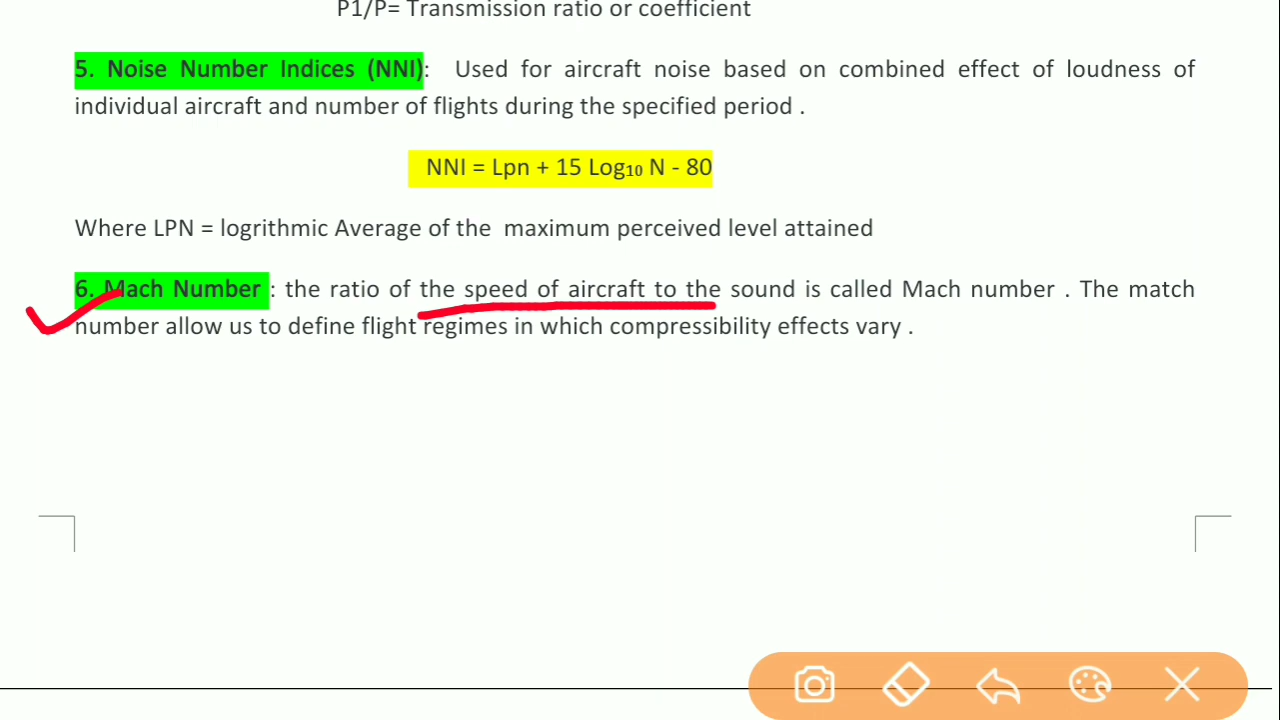 P1/P= Transmission ratio or coefficient
5. Noise Number Indices (NNI): Used for aircraft noise based on combined effect of loudness of
individual aircraft and number of flights during the specified period .
NNI = Lpn + 15 Log10 N - 80
Where LPN = logrithmic Average of the maximum perceived level attained
6. Mach Number : the ratio of the speed of aircraft to the sound is called Mach number . The match
number allow us to define flight regimes in which compressibility effects vary .